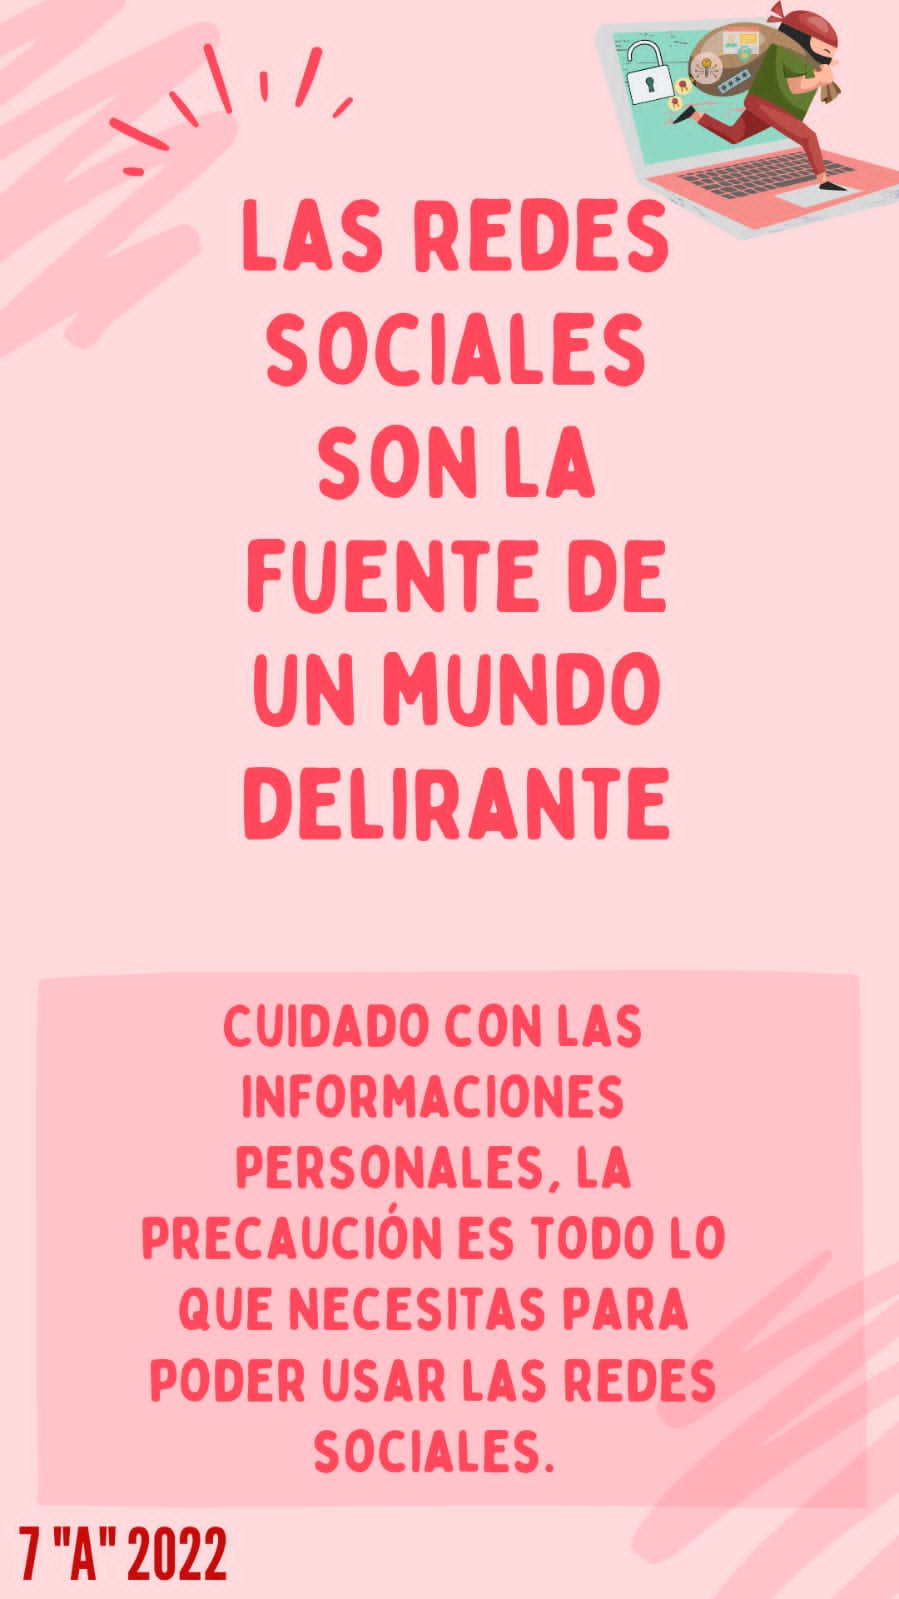 LAS REDES
SOCIALES
SON LA
FUENTE DE
UN MUNDO
DELIRANTE
CUIDADO CON LAS
INFORMACIONES
PERSONALES, LA
PRECAUCIÓN ES TODO LO
QUE NECESITAS PARA
PODER USAR LAS REDES
SOCIALES.
7 "A" 2022